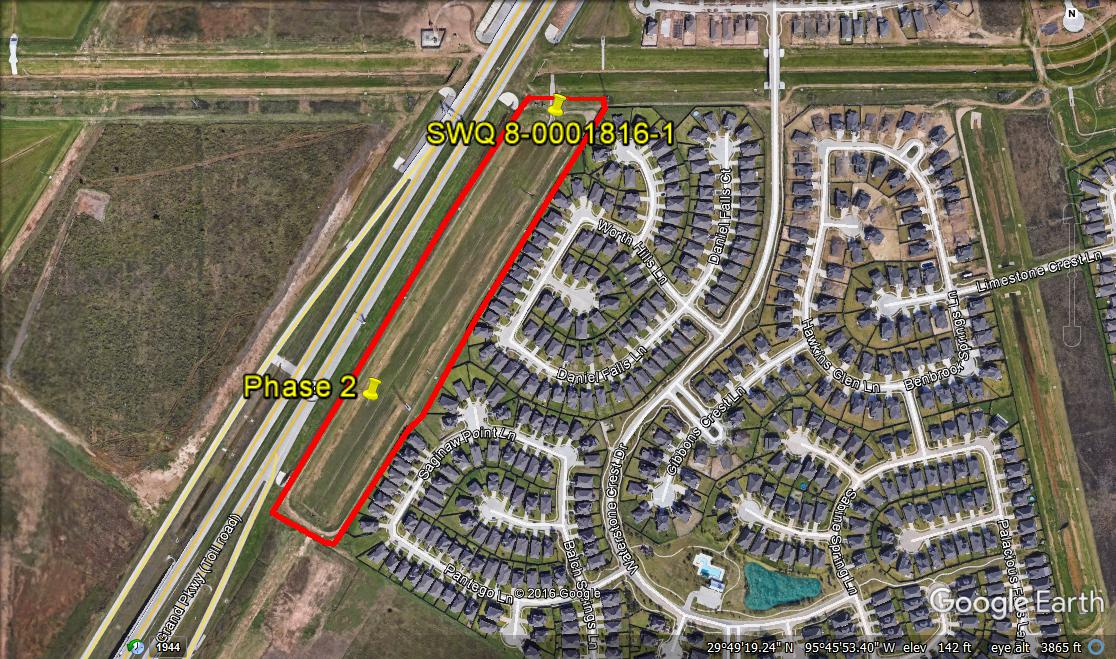 N
SWQ 8-0001816-1
Daniel Falls Ct
Worth Hills Ln
Limestone Crest Ln
Hawkins Glen Ln
Benbrook Springs Ln
Daniel Falls Ln
Phase 2
Gibbons Crest Ln
Saginaw Point Ln
Waterstone Crest Dr
Sabine Spring Ln
Palacious Falls Ln
Balch Springs Ln
Pantego Ln
Grand Pkwy (Toll road)
© 2016 Google
Google Earth
1944
29°49'19.24" N 95°45'53.40" W elev 142 ft eye alt 3865 ft